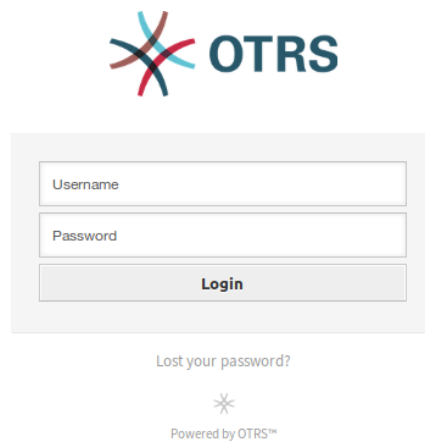 OTRS
Username
Password
Login
Lost your password?
Powered by OTRS™